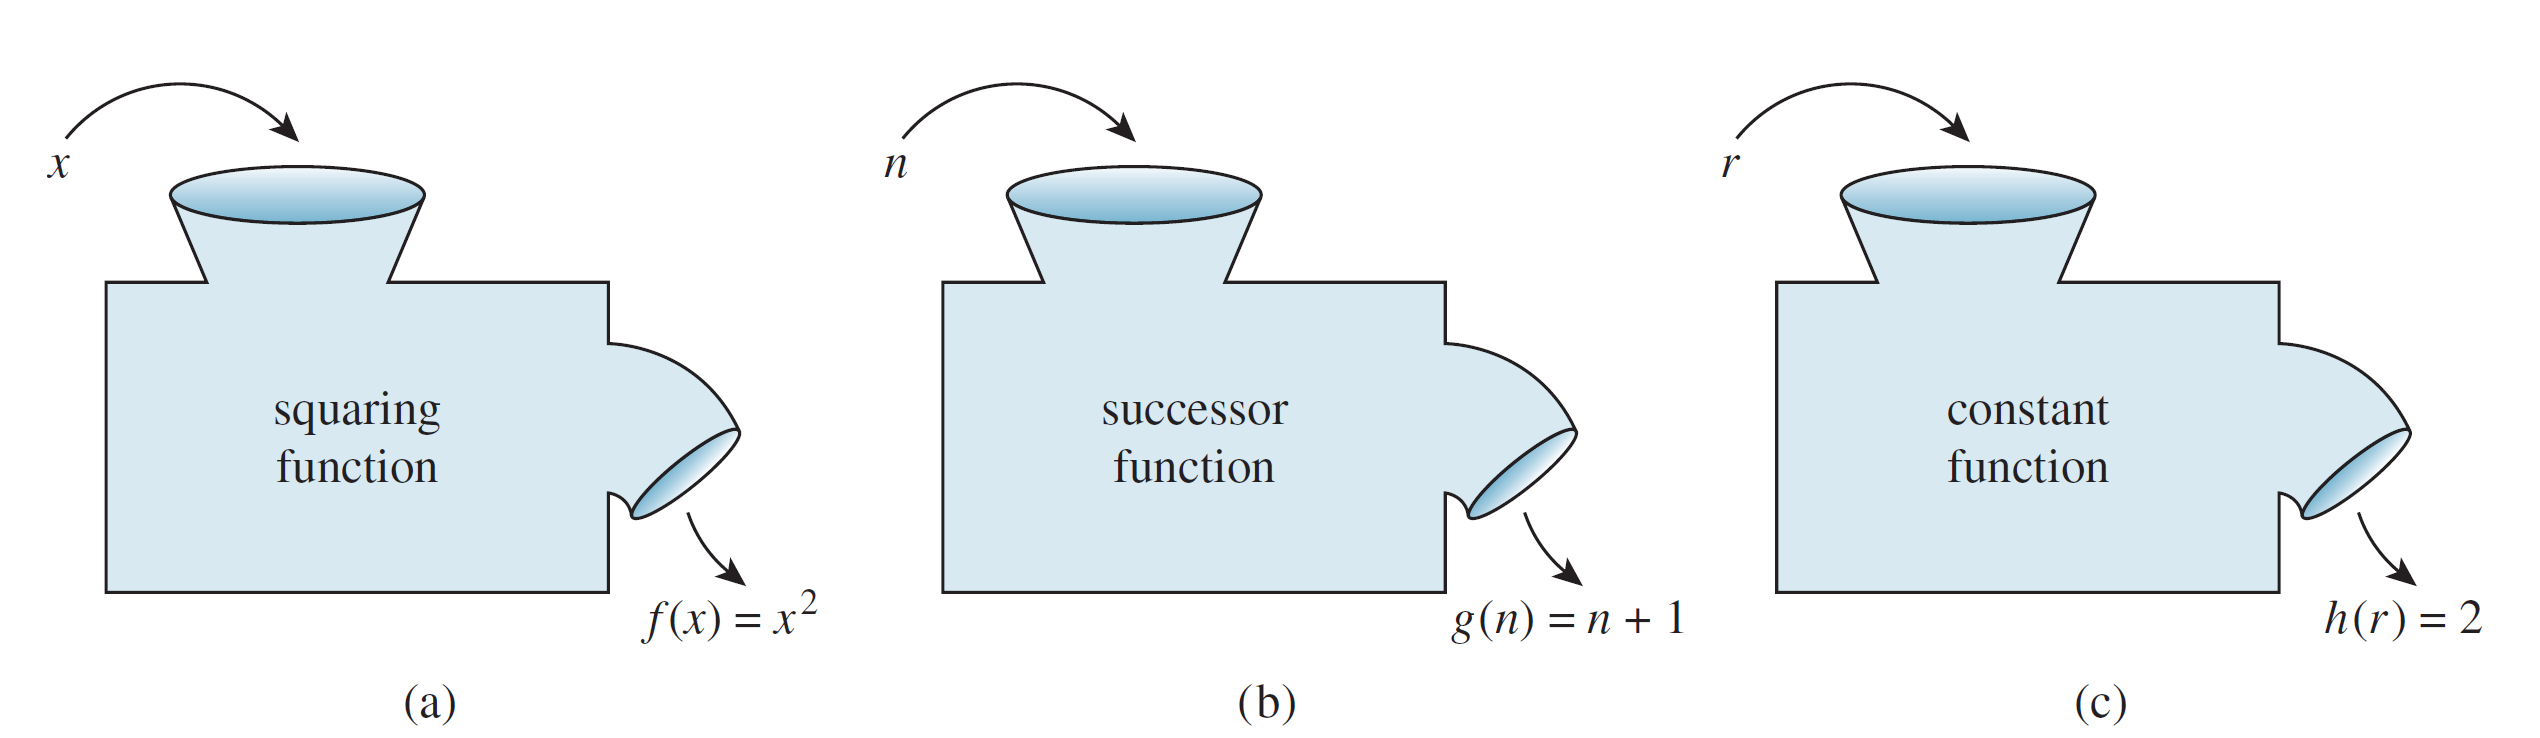 x
squaring
function
f(x) = x²
(a)
n
successor
function
g(n) = n + 1
(b)
r
constant
function
h(r) = 2
(c)